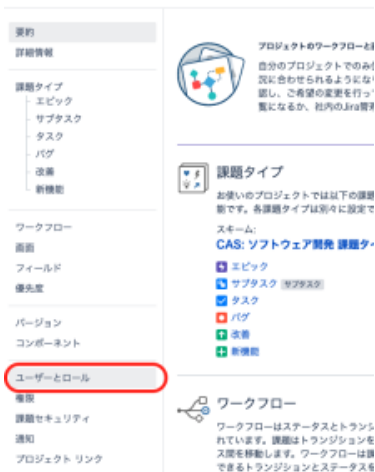 要約
詳細情報
課題タイプ
エピック
サブタスク
タスク
バグ
改善
新機能
ワークフロー
画面
フィールド
優先度
バージョン
コンポーネント
ユーザーとロール
権限
課題セキュリティ
通知
プロジェクト リンク
プロジェクトのワークフローと
自分のプロジェクトでのみ
況に合わせられるようにな
認し、ご希望の変更を行っ
覧になるか、社内のJira管
課題タイプ
お使いのプロジェクトでは以下の課題
能です。各課題タイプは別々に設定で
スキーム:
CAS: ソフトウェア開発 課題タ
エピック
サブタスク サブタスク
タスク
バグ
改善
新機能
ワークフロー
ワークフローはステータスとトランシ
れています。課題はトランシションを
ス間を移動します。ワークフローは課
できるトランシションとステータスを